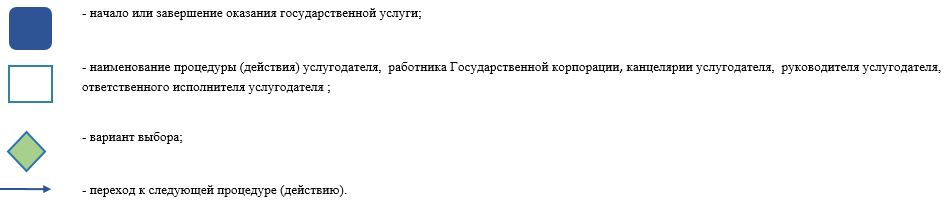 - начало или завершение оказания государственной услуги;
- наименование процедуры (действия) услугодателя, работника Государственной корпорации, канцелярии услугодателя, руководителя услугодателя,
ответственного исполнителя услугодателя ;
- вариант выбора;
- переход к следующей процедуре (действию).